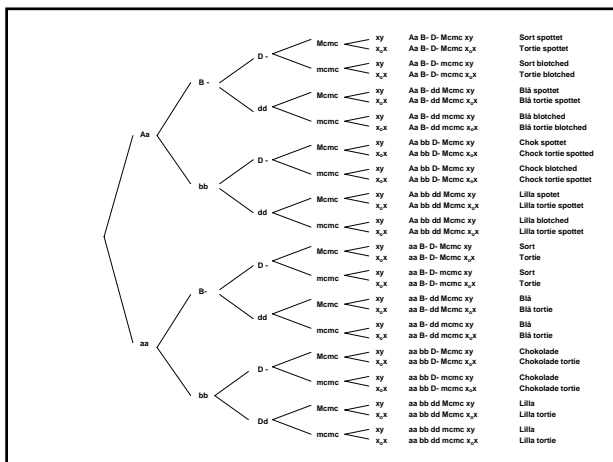 xy Aa B- D- Mcmc xy Sort spottet
Mcmc
xₒx Aa B- D- Mcmc xₒx Tortie spottet
D -
xy Aa B- D- mcmc xy Sort blotched
mcmc
xₒx Aa B- D- mcmc xₒx Tortie blotched
B -
xy Aa B- dd Mcmc xy Blå spottet
Mcmc
xₒx Aa B- dd Mcmc xₒx Blå tortie spottet
dd
xy Aa B- dd mcmc xy Blå blotched
mcmc
xₒx Aa B- dd mcmc xₒx Blå tortie blotched
Aa
xy Aa bb D- Mcmc xy Chok spottet
Mcmc
xₒx Aa bb D- Mcmc xₒx Chock tortie spotted
D -
xy Aa bb D- Mcmc xy Chock blotched
mcmc
xₒx Aa bb D- Mcmc xₒx Chock tortie spottet
bb
xy Aa bb dd Mcmc xy Lilla spotet
Mcmc
xₒx Aa bb dd Mcmc xₒx Lilla tortie spottet
dd
xy Aa bb dd mcmc xy Lilla blotched
mcmc
xₒx Aa bb dd Mcmc xₒx Lilla tortie spottet
xy aa B- D- Mcmc xy Sort
Mcmc
xₒx aa B- D- Mcmc xₒx Tortie
D -
xy aa B- D- mcmc xy Sort
mcmc
xₒx aa B- D- mcmc xₒx Tortie
B-
xy aa B- dd Mcmc xy Blå
Mcmc
xₒx aa B- dd Mcmc xₒx Blå tortie
dd
xy aa B- dd mcmc xy Blå
mcmc
xₒx aa B- dd mcmc xₒx Blå tortie
aa
xy aa bb D- Mcmc xy Chokolade
Mcmc
xₒx aa bb D- Mcmc xₒx Chokolade tortie
D -
xy aa bb D- mcmc xy Chokolade
mcmc
xₒx aa bb D- mcmc xₒx Chokolade tortie
bb
xy aa bb dd Mcmc xy Lilla
Mcmc
xₒx aa bb dd Mcmc xₒx Lilla tortie
Dd
xy aa bb dd mcmc xy Lilla
mcmc
xₒx aa bb dd mcmc xₒx Lilla tortie